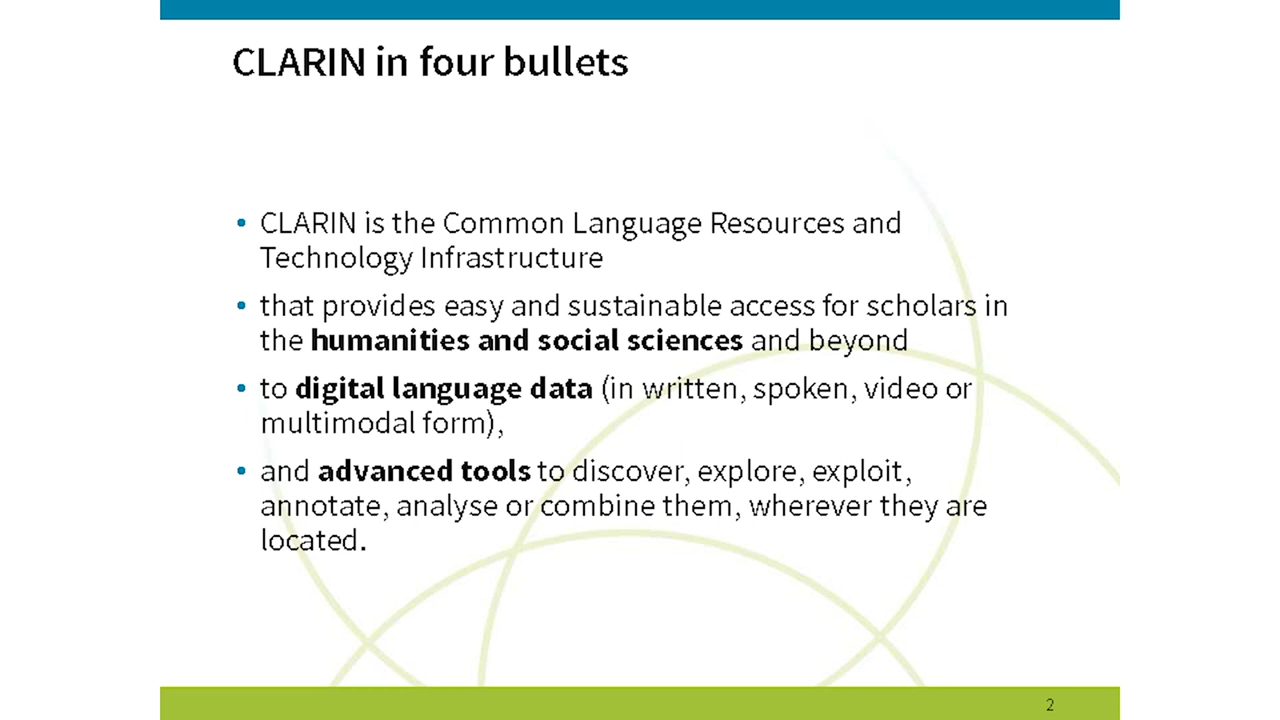 CLARIN in four bullets
• CLARIN is the Common Language Resources and
Technology Infrastructure
• that provides easy and sustainable access for scholars in
the humanities and social sciences and beyond
• to digital language data (in written, spoken, video or
multimodal form),
• and advanced tools to discover, explore, exploit,
annotate, analyse or combine them, wherever they are
located.
2